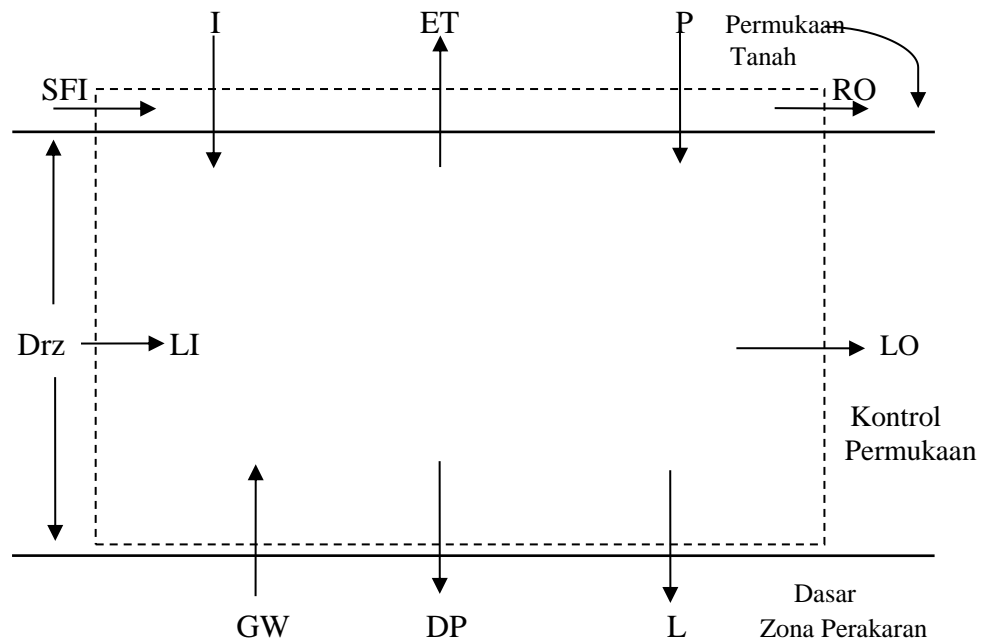 I ET P Permukaan
Tanah
SFI RO
Drz LI LO
Kontrol
Permukaan
Dasar
GW DP L Zona Perakaran